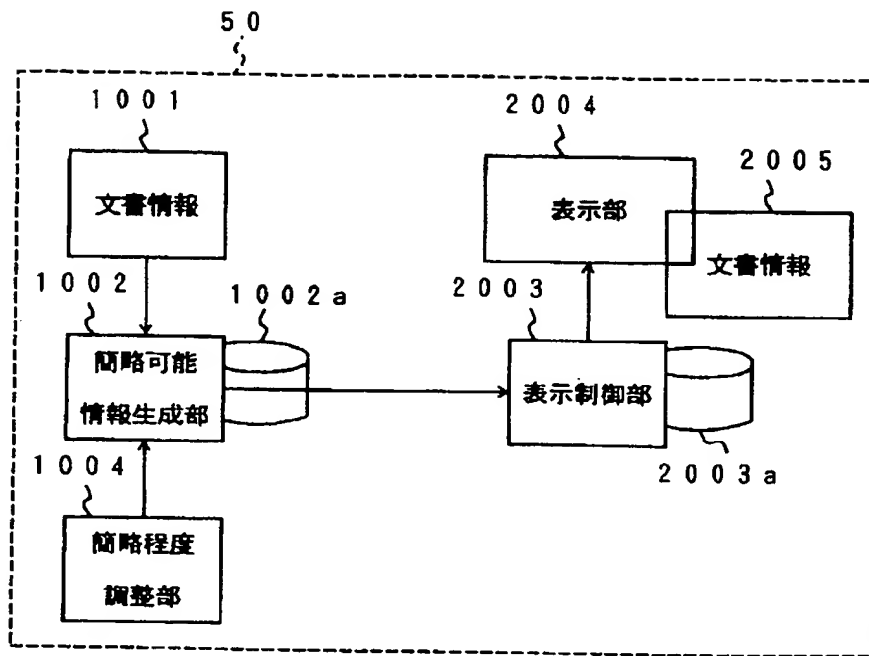 50
1001
文書情報
2004
表示部
2005
文書情報
1002
簡略可能
情報生成部
1002a
2003
表示制御部
2003a
1004
簡略程度
調整部